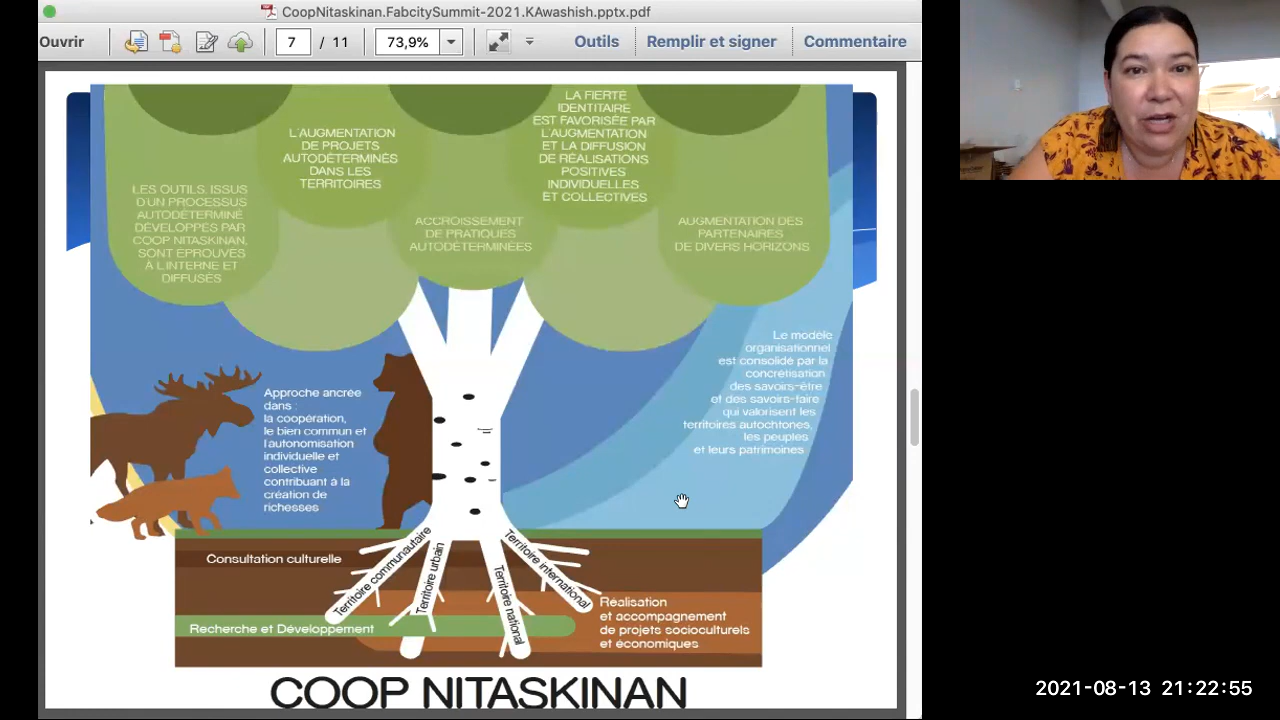 CoopNitaskinan.FabcitySummit-2021.KAwashish.pptx.pdf
Ouvrir
7 / 11
73,9%
Outils
Remplir et signer
Commentaire
LES OUTILS, ISSUS
D'UN PROCESSUS
AUTODÉTERMINÉ
DÉVELOPPÉS PAR
COOP NITASKINAN,
SONT ÉPROUVÉS
À L'INTERNE ET
DIFFUSÉS
L'AUGMENTATION
DE PROJETS
AUTODÉTERMINÉS
DANS LES
TERRITOIRES
ACCROISSEMENT
DE PRATIQUES
AUTODÉTERMINÉES
LA FIERTÉ
IDENTITAIRE
EST FAVORISÉE PAR
L'AUGMENTATION
ET LA DIFFUSION
DE RÉALISATIONS
POSITIVES
INDIVIDUELLES
ET COLLECTIVES
AUGMENTATION DES
PARTENAIRES
DE DIVERS HORIZONS
Approche ancrée
dans :
la coopération,
le bien commun et
l'autonomisation
individuelle et
collective
contribuant à la
création de
richesses
Le modèle
organisationnel
est consolidé par la
concrétisation
des savoirs-être
et des savoirs-faire
qui valorisent les
territoires autochtones,
les peuples
et leurs patrimoines
Consultation culturelle
Recherche et Développement
Territoire communautaire
Territoire urbain
Territoire national
Territoire international
Réalisation
et accompagnement
de projets socioculturels
et économiques
COOP NITASKINAN
2021-08-13 21:22:55